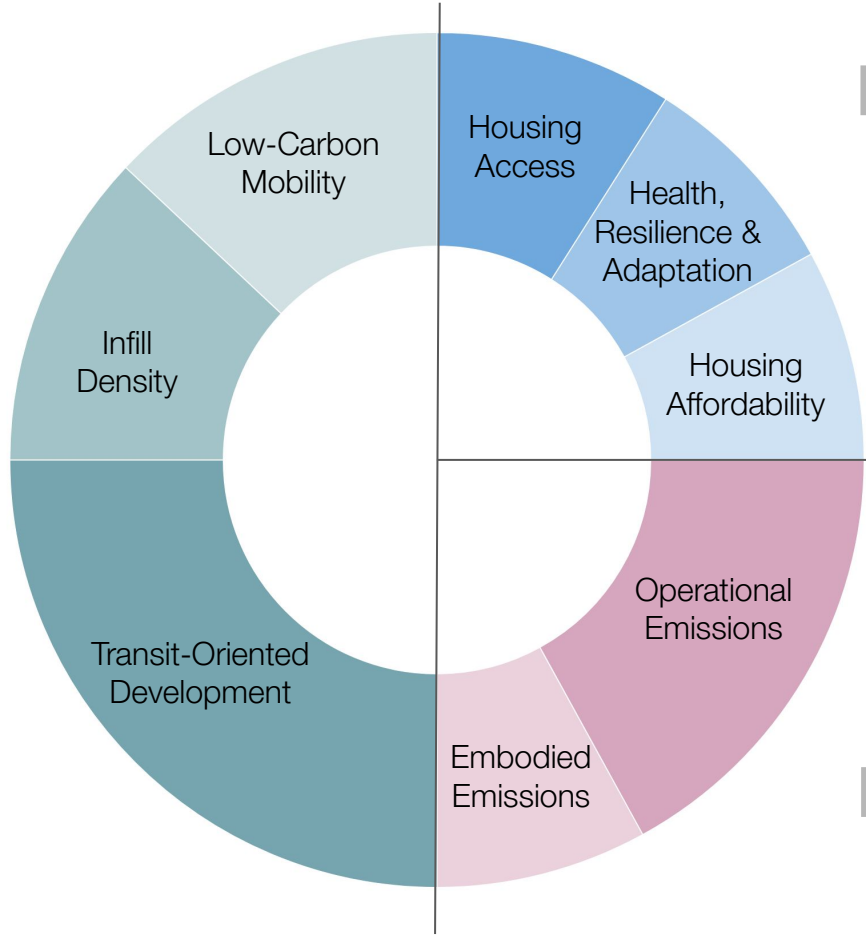 Low-Carbon
Mobility
Housing
Access
Health,
Resilience &
Adaptation
Infill
Density
Housing
Affordability
Operational
Emissions
Transit-Oriented
Development
Embodied
Emissions